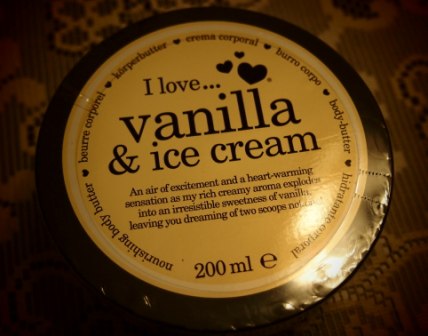 I love...
vanilla
& ice cream
An air of excitement and a heart-warming
sensation as my rich creamy aroma explodes
into an irresistible sweetness of vanilla,
leaving you dreaming of two scoops
200 ml e
nourishing body butter ♥ beurre corporel ♥ körperbutter ♥ crema corporal ♥ burro corpo ♥ body-butter ♥ hidratante corporal